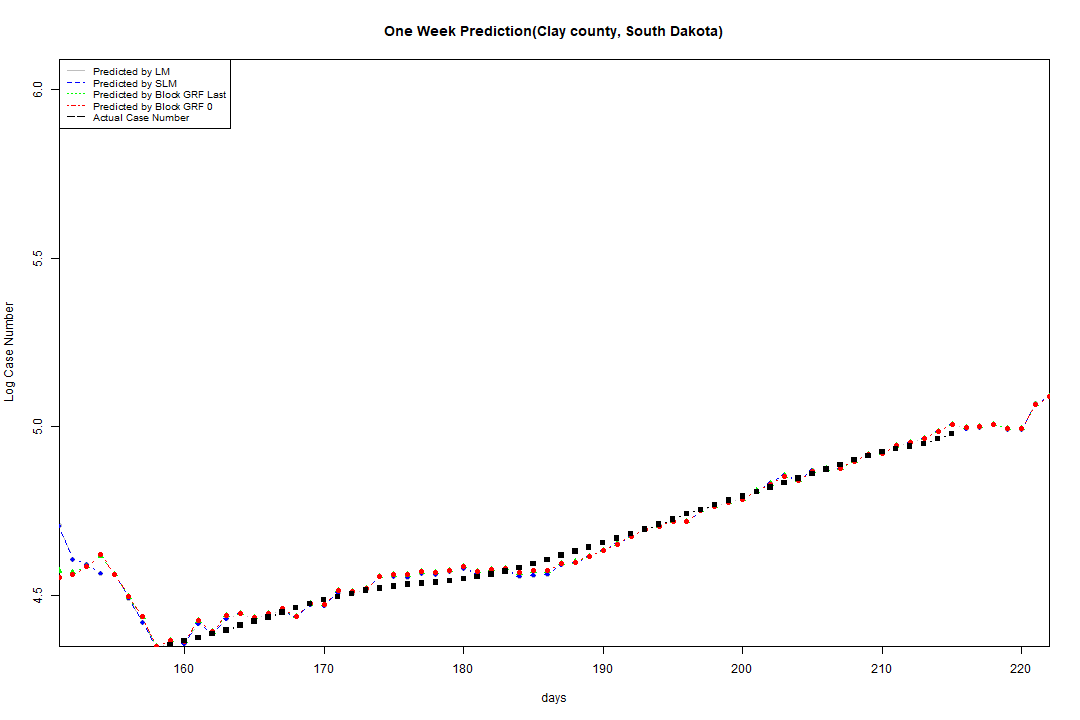 One Week Prediction(Clay county, South Dakota)
Predicted by LM
Predicted by SLM
Predicted by Block GRF Last
Predicted by Block GRF 0
Actual Case Number
6.0
5.5
5.0
4.5
Log Case Number
160 170 180 190 200 210 220
days